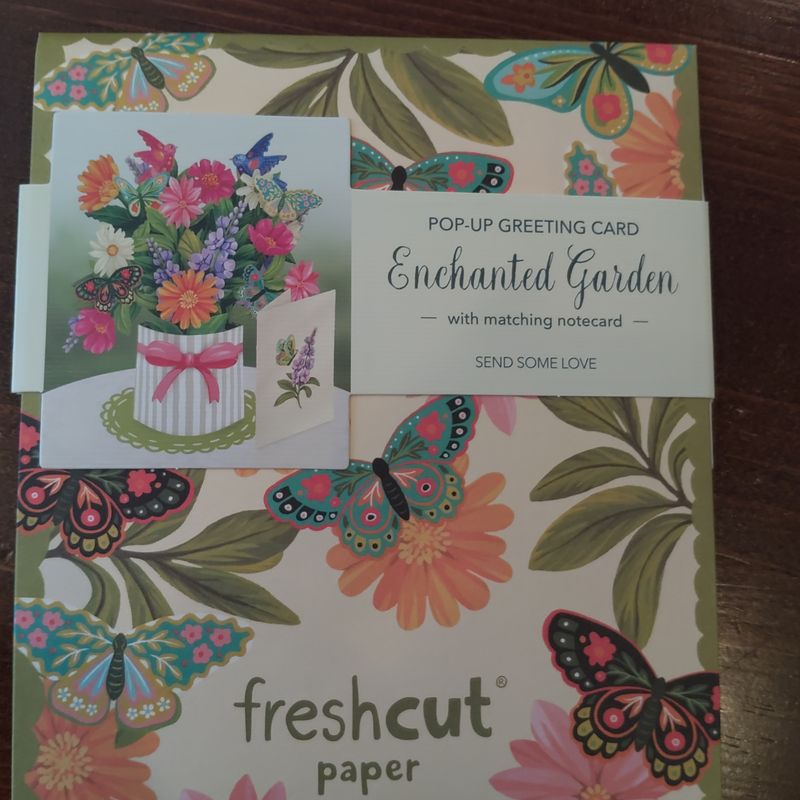 POP-UP GREETING CARD
Enchanted Garden
— with matching notecard —
SEND SOME LOVE
freshcut®
paper